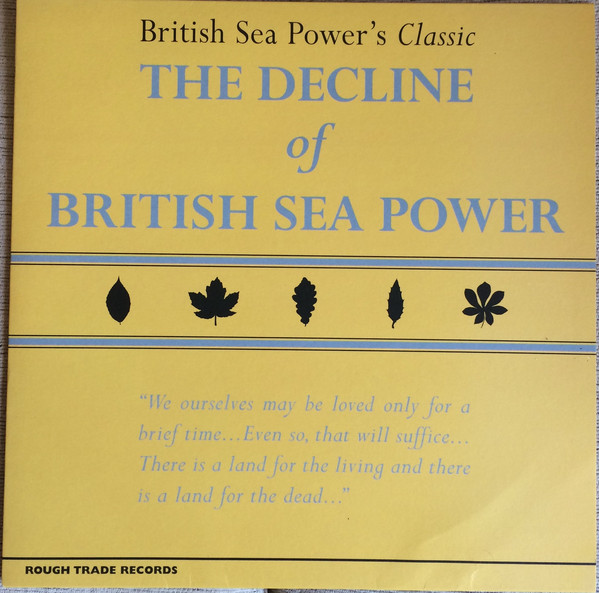 British Sea Power's Classic
THE DECLINE
of
BRITISH SEA POWER
“We ourselves may be loved only for a
brief time...Even so, that will suffice...
There is a land for the living and there
is a land for the dead...”
ROUGH TRADE RECORDS